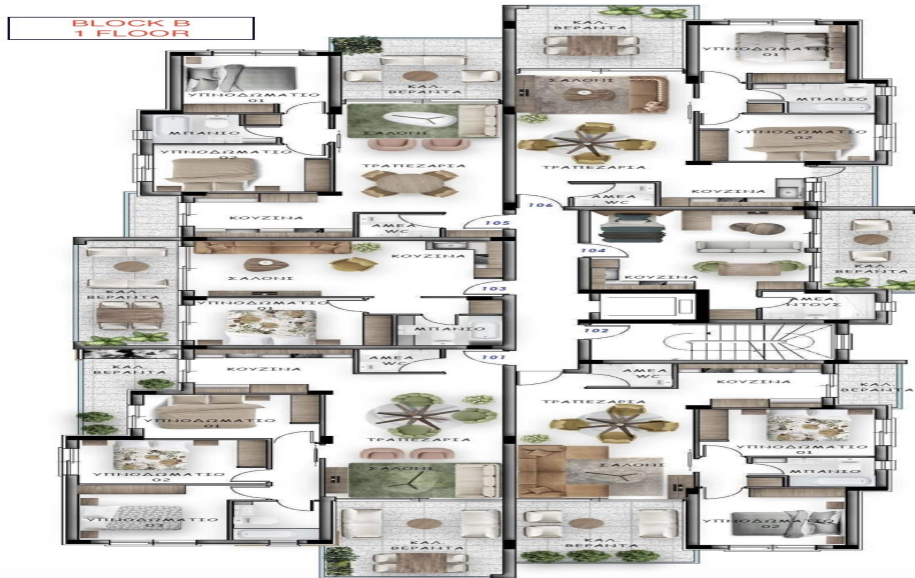 BLOCK B
1 FLOOR
ΚΑΛ.
ΒΕΡΑΝΤΑ
ΥΠΝΟΔΩΜΑΤΙΟ
01
ΚΑΛ.
ΒΕΡΑΝΤΑ
ΣΑΛΟΝΙ
ΥΠΝΟΔΩΜΑΤΙΟ
01
ΜΠΑΝΙΟ
ΜΠΑΝΙΟ
ΣΑΛΟΝΙ
ΥΠΝΟΔΩΜΑΤΙΟ
02
ΥΠΝΟΔΩΜΑΤΙΟ
02
ΤΡΑΠΕΖΑΡΙΑ
ΤΡΑΠΕΖΑΡΙΑ
ΚΟΥΖΙΝΑ
ΑΜΕΑ
WC
105
106
ΑΜΕΑ
WC
ΚΟΥΖΙΝΑ
ΣΑΛΟΝΙ
ΚΟΥΖΙΝΑ
103
104
ΚΟΥΖΙΝΑ
ΚΑΛ.
ΒΕΡΑΝΤΑ
ΚΑΛ.
ΒΕΡΑΝΤΑ
ΥΠΝΟΔΩΜΑΤΙΟ
01
ΜΠΑΝΙΟ
ΑΜΕΑ
ΝΤΟΥΣ
102
101
ΑΜΕΑ
WC
ΚΟΥΖΙΝΑ
ΚΑΛ.
ΒΕΡΑΝΤΑ
ΑΜΕΑ
WC
ΚΟΥΖΙΝΑ
ΚΑΛ.
ΒΕΡΑΝΤΑ
ΥΠΝΟΔΩΜΑΤΙΟ
01
ΤΡΑΠΕΖΑΡΙΑ
ΤΡΑΠΕΖΑΡΙΑ
ΥΠΝΟΔΩΜΑΤΙΟ
01
ΥΠΝΟΔΩΜΑΤΙΟ
02
ΣΑΛΟΝΙ
ΣΑΛΟΝΙ
ΜΠΑΝΙΟ
ΥΠΝΟΔΩΜΑΤΙΟ
03
ΥΠΝΟΔΩΜΑΤΙΟ
02
ΚΑΛ.
ΒΕΡΑΝΤΑ
ΚΑΛ.
ΒΕΡΑΝΤΑ